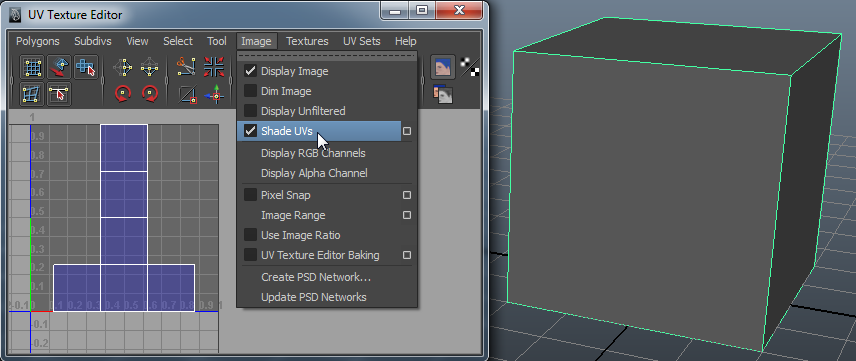 UV Texture Editor
Polygons Subdivs View Select Tool Image Textures UV Sets Help
Display Image
Dim Image
Display Unfiltered
Shade UVs
Display RGB Channels
Display Alpha Channel
Pixel Snap
Image Range
Use Image Ratio
UV Texture Editor Baking
Create PSD Network...
Update PSD Networks
1
0.9
0.8
0.7
0.6
0.5
0.4
0.3
0.2
0.1
-0.1 0.1 0.2 0.3 0.4 0.5 0.6 0.7 0.8 0.9
-0.1
-0.2